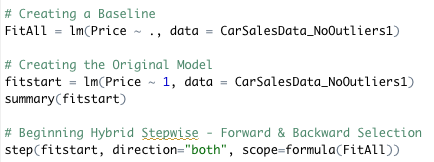 # Creating a Baseline
FitAll = lm(Price ~ ., data = CarSalesData_NoOutliers1)
# Creating the Original Model
fitstart = lm(Price ~ 1, data = CarSalesData_NoOutliers1)
summary(fitstart)
# Beginning Hybrid Stepwise - Forward & Backward Selection
step(fitstart, direction="both", scope=formula(FitAll))